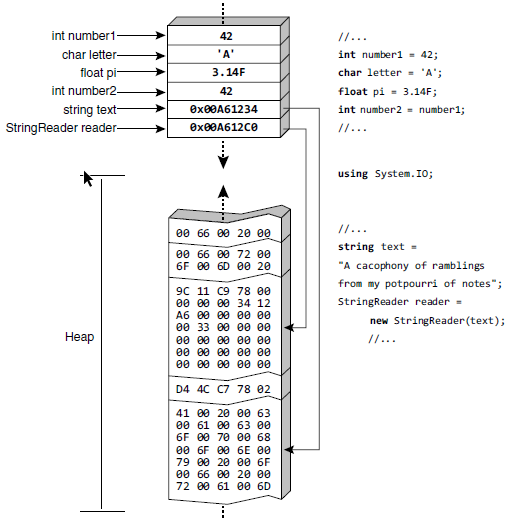 int number1
42
char letter
'A'
float pi
3.14F
int number2
42
string text
0x00A61234
StringReader reader
0x00A612C0
//...
int number1 = 42;
char letter = 'A';
float pi = 3.14F;
int number2 = number1;
//...
using System.IO;
//...
string text =
"A cacophony of ramblings
from my potpourri of notes";
StringReader reader =
new StringReader(text);
//...
Heap
00 66 00 20 00
00 66 00 72 00
6F 00 6D 00 20
9C 11 C9 78 00
00 00 00 34 12
A6 00 00 00 00
00 33 00 00 00
00 00 00 00 00
00 00 00 00 00
00 00 00 00 00
D4 4C C7 78 02
41 00 20 00 63
00 61 00 63 00
6F 00 70 00 68
00 6F 00 6E 00
79 00 20 00 6F
00 66 00 20 00
72 00 61 00 6D